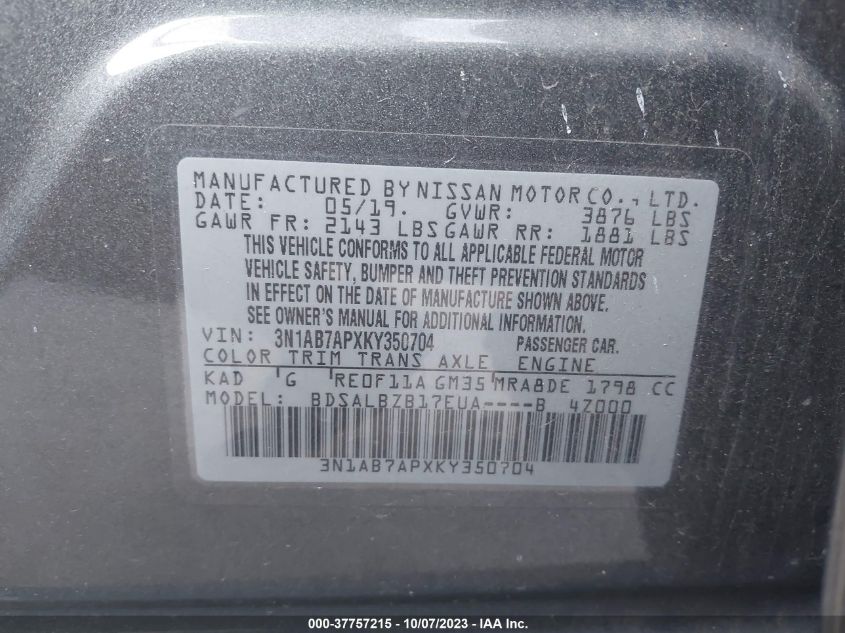 MANUFACTURED BY NISSAN MOTOR CO., LTD.
DATE: 05/19. GVWR: 3876 LBS
GAWR FR: 2143 LBS GAWR RR: 1881 LBS
THIS VEHICLE CONFORMS TO ALL APPLICABLE FEDERAL MOTOR
VEHICLE SAFETY, BUMPER AND THEFT PREVENTION STANDARDS
IN EFFECT ON THE DATE OF MANUFACTURE SHOWN ABOVE.
SEE OWNER'S MANUAL FOR ADDITIONAL INFORMATION.
VIN: 3N1AB7APXKY350704 PASSENGER CAR.
COLOR TRIM TRANS AXLE ENGINE
KAD G RE0F11A GM35 MRA8DE 1798 CC
MODEL: BDSALBZB17EUA----B 4Z000
3N1AB7APXKY350704
000-37757215 - 10/07/2023 - IAA Inc.